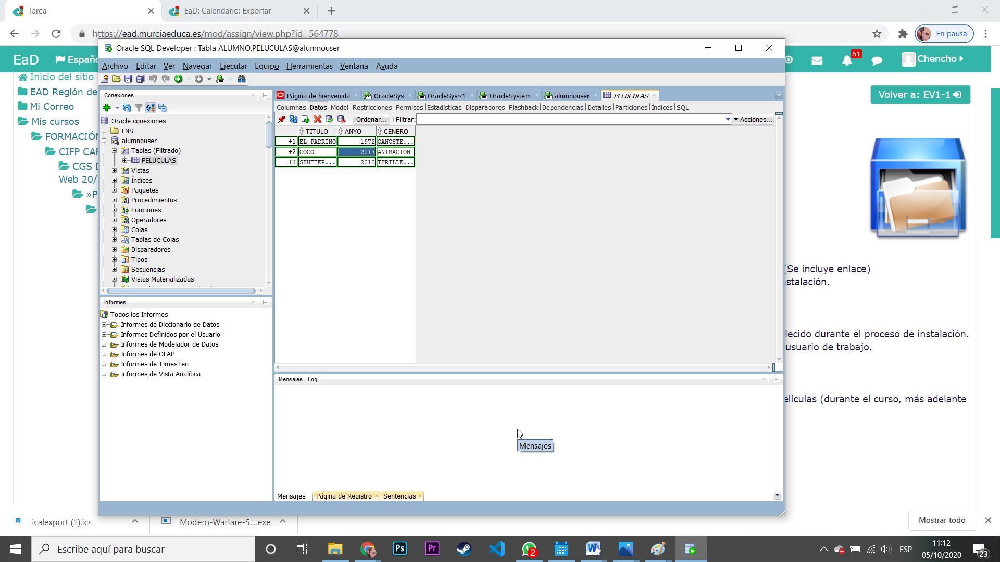 Tarea
EaD: Calendario: Exportar
https://ead.murciaeduca.es/mod/assign/view.php?id=564778
En pausa
EaD
Españo
51
Chencho
Oracle SQL Developer : Tabla ALUMNO.PELUCULAS@alumnouser
Archivo Editar Ver Navegar Ejecutar Equipo Herramientas Ventana Ayuda
Inicio del sitio
EAD Región de
Mi Correo
Mis cursos
FORMACIÓN
CIFP CAR
CGS D
Web 20/
»P
Volver a: EV1-1
Conexiones
Oracle conexiones
TNS
alumnouser
Tablas (Filtrado)
PELUCULAS
Vistas
Índices
Paquetes
Procedimientos
Funciones
Operadores
Colas
Tablas de Colas
Disparadores
Tipos
Secuencias
Vistas Materializadas
Informes
Todos los Informes
Informes de Diccionario de Datos
Informes Definidos por el Usuario
Informes de Modelador de Datos
Informes de OLAP
Informes de TimesTen
Informes de Vista Analítica
Página de bienvenida OracleSys OracleSys~1 OracleSystem alumnouser PELUCULAS
Columnas Datos Model Restricciones Permisos Estadísticas Disparadores Flashback Dependencias Detalles Particiones Índices SQL
Ordenar... Filtrar: Acciones...
TITULO ANYO GENERO
+1 EL PADRINO 1972 GANGSTE...
+2 COCO 2017 ANIMACION
+3 SHUTTER... 2010 THRILLE...
Mensajes - Log
Mensajes
Mensajes Página de Registro Sentencias
(Se incluye enlace)
stalación.
lecido durante el proceso de instalación.
usuario de trabajo.
elículas (durante el curso, más adelante
icalexport (1).ics
Modern-Warfare-S....exe
Mostrar todo
Escribe aquí para buscar
Ps
Pr
2
W
ESP
11:12
05/10/2020
23